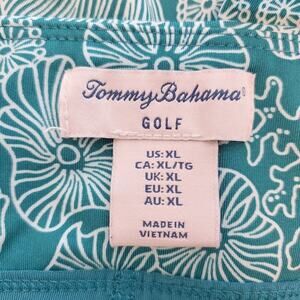 Tommy Bahama
GOLF
US: XL
CA: XL/TG
UK: XL
EU: XL
AU: XL
MADE IN
VIETNAM